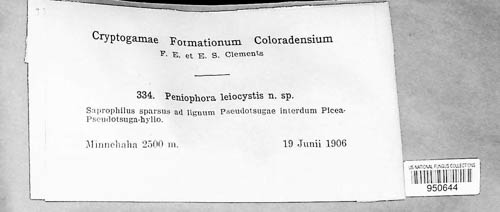 Cryptogamae Formationum Coloradensium
F. E. et E. S. Clements
334. Peniophora leiocystis n. sp.
Saprophilus sparsus ad lignum Pseudotsugae interdum Picea-
Pseudotsuga-hylio.
Minnehaha 2500 m. 19 Junii 1906
US NATIONAL FUNGUS COLLECTIONS
950644